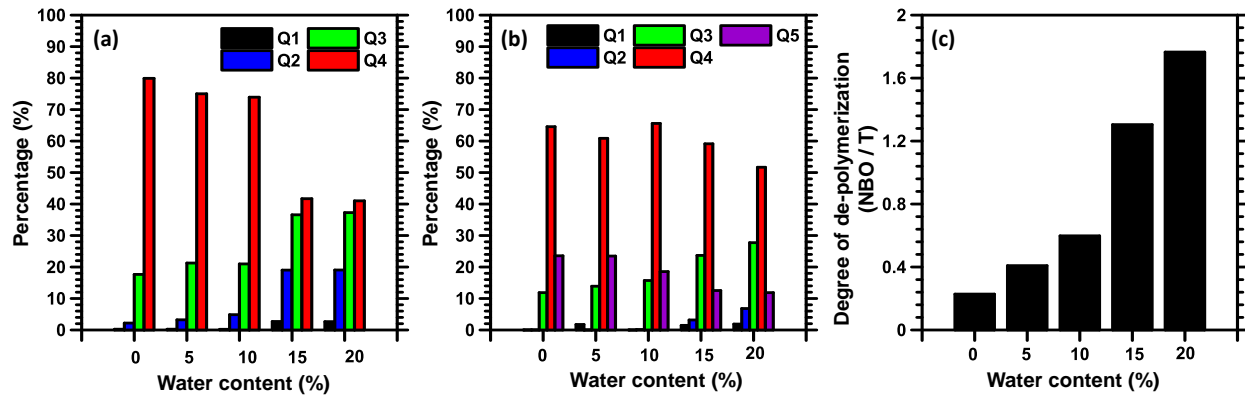 (a)
Q1 Q3
Q2 Q4
100
90
80
70
60
50
40
30
20
10
0
Percentage (%)
0 5 10 15 20
Water content (%)
(b)
Q1 Q3 Q5
Q2 Q4
100
90
80
70
60
50
40
30
20
10
0
Percentage (%)
0 5 10 15 20
Water content (%)
(c)
2
1.6
1.2
0.8
0.4
0
Degree of de-polymerization
(NBO / T)
0 5 10 15 20
Water content (%)